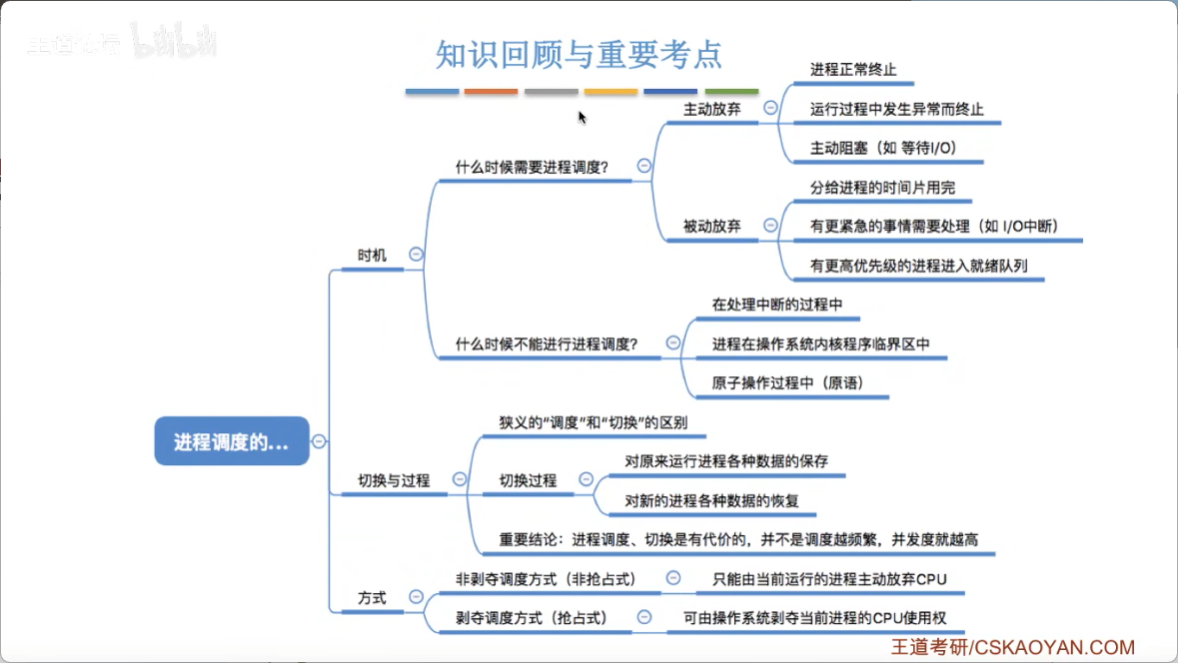 王道论坛 bilibili
知识回顾与重要考点
进程调度的...
时机
什么时候需要进程调度？
主动放弃
进程正常终止
运行过程中发生异常而终止
主动阻塞（如 等待I/O）
被动放弃
分给进程的时间片用完
有更紧急的事情需要处理（如 I/O中断）
有更高优先级的进程进入就绪队列
什么时候不能进行进程调度？
在处理中断的过程中
进程在操作系统内核程序临界区中
原子操作过程中（原语）
切换与过程
狭义的“调度”和“切换”的区别
切换过程
对原来运行进程各种数据的保存
对新的进程各种数据的恢复
重要结论：进程调度、切换是有代价的，并不是调度越频繁，并发度就越高
方式
非剥夺调度方式（非抢占式）
只能由当前运行的进程主动放弃CPU
剥夺调度方式（抢占式）
可由操作系统剥夺当前进程的CPU使用权
王道考研/CSKAOYAN.COM